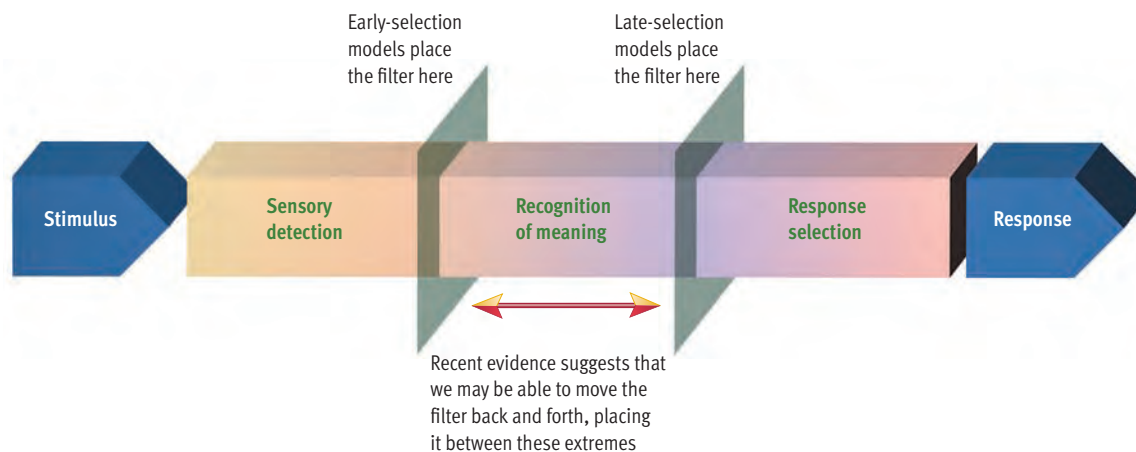 Early-selection
models place
the filter here
Late-selection
models place
the filter here
Stimulus
Sensory
detection
Recognition
of meaning
Response
selection
Response
Recent evidence suggests that
we may be able to move the
filter back and forth, placing
it between these extremes